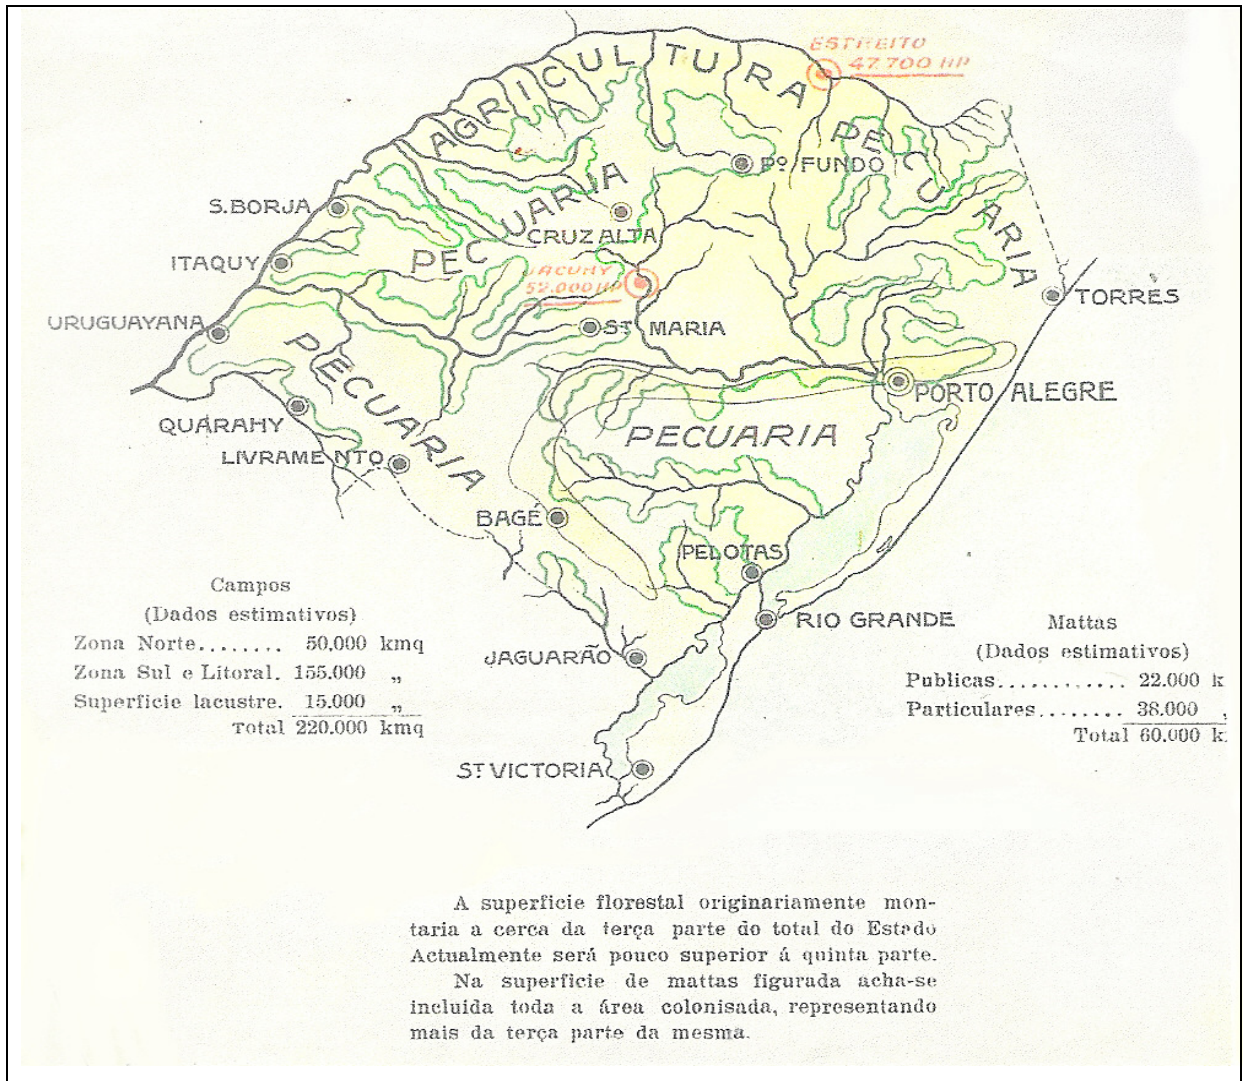 ESTREITO
47.700 HP
AGRICULTURA
PECUARIA
Pº FUNDO
PECUARIA
S. BORJA
CRUZ ALTA
ITAQUY
JACUHY
52.000 HP
TORRES
URUGUAYANA
Sᵀ MARIA
PECUARIA
PORTO ALEGRE
QUARAHY
PECUARIA
LIVRAMENTO
BAGÉ
PELOTAS
RIO GRANDE
JAGUARÃO
Sᵀ VICTORIA
Campos
(Dados estimativos)
Zona Norte........ 50.000 kmq
Zona Sul e Litoral. 155.000 „
Superficie lacustre. 15.000 „
Total 220.000 kmq
Mattas
(Dados estimativos)
Publicas............ 22.000 k
Particulares........ 38.000 ,
Total 60.000 k
A superficie florestal originariamente mon-
taria a cerca da terça parte do total do Estado
Actualmente será pouco superior á quinta parte.
Na superficie de mattas figurada acha-se
incluida toda a área colonisada, representando
mais da terça parte da mesma.